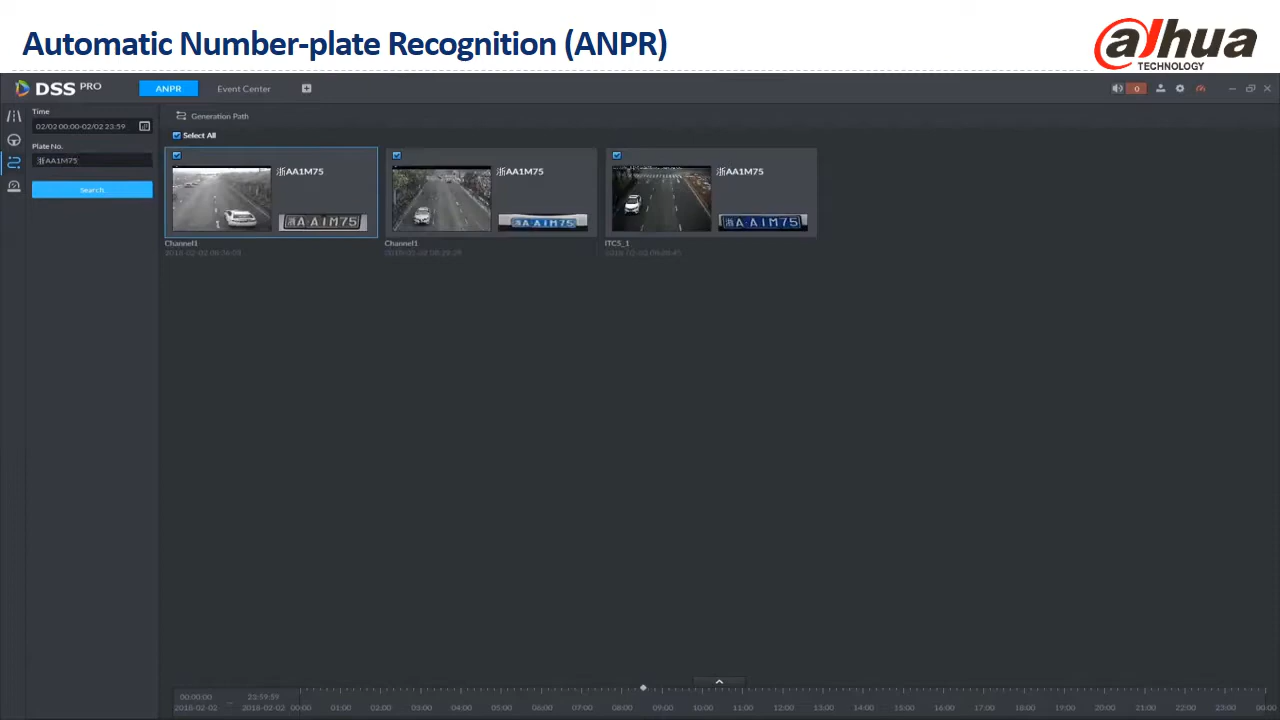 Automatic Number-plate Recognition (ANPR)
alhua
TECHNOLOGY
DSS PRO
ANPR
Event Center
0
Time
02/02 00:00-02/02 23:59
Plate No.
浙AA1M75
Search
Generation Path
Select All
浙AA1M75
浙A·A1M75
Channel1
浙AA1M75
浙A·A1M75
Channel1
浙AA1M75
浙A·A1M75
ITC5_1
00:00:00
2018-02-02
23:59:59
2018-02-02
00:00 01:00 02:00 03:00 04:00 05:00 06:00 07:00 08:00 09:00 10:00 11:00 12:00 13:00 14:00 15:00 16:00 17:00 18:00 19:00 20:00 21:00 22:00 23:00 00:00